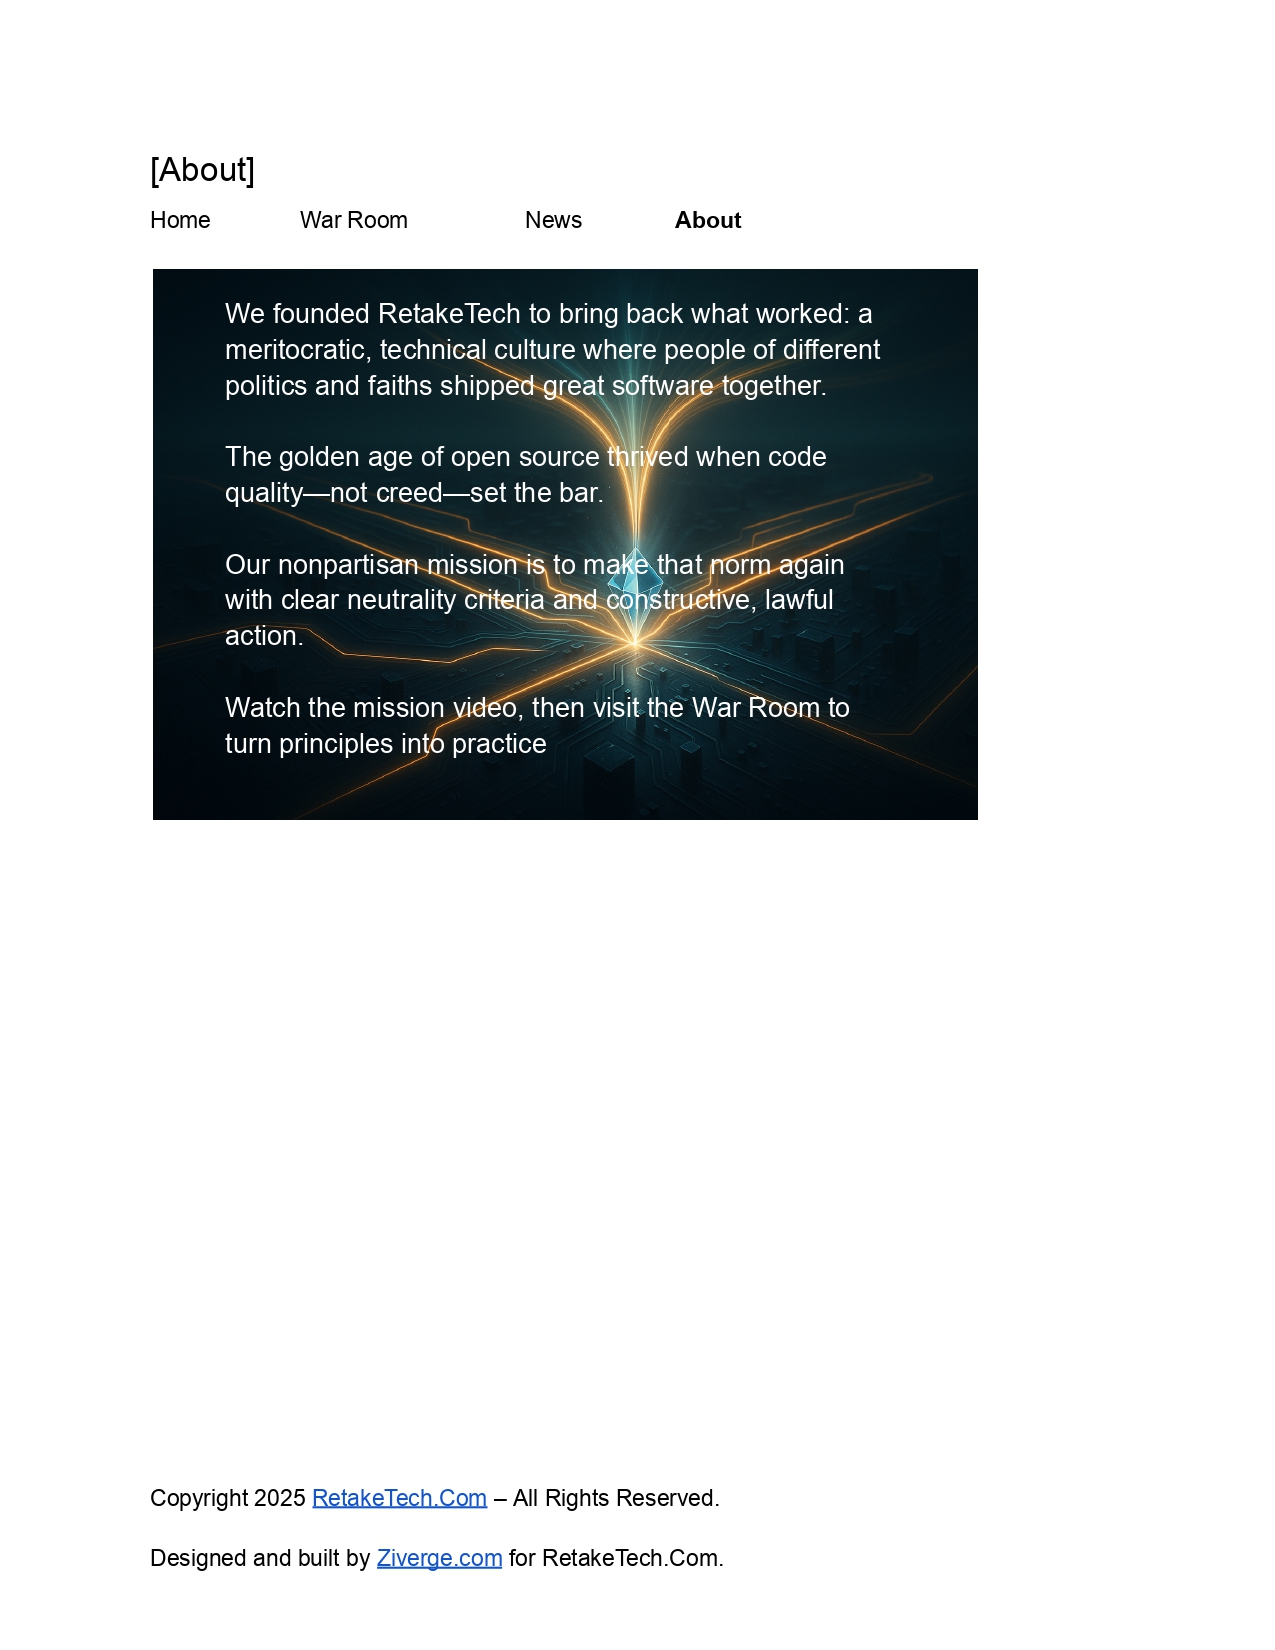 [About]
Home War Room News About
We founded RetakeTech to bring back what worked: a
meritocratic, technical culture where people of different
politics and faiths shipped great software together.
The golden age of open source thrived when code
quality—not creed—set the bar.
Our nonpartisan mission is to make that norm again
with clear neutrality criteria and constructive, lawful
action.
Watch the mission video, then visit the War Room to
turn principles into practice
Copyright 2025 RetakeTech.Com – All Rights Reserved.
Designed and built by Ziverge.com for RetakeTech.Com.